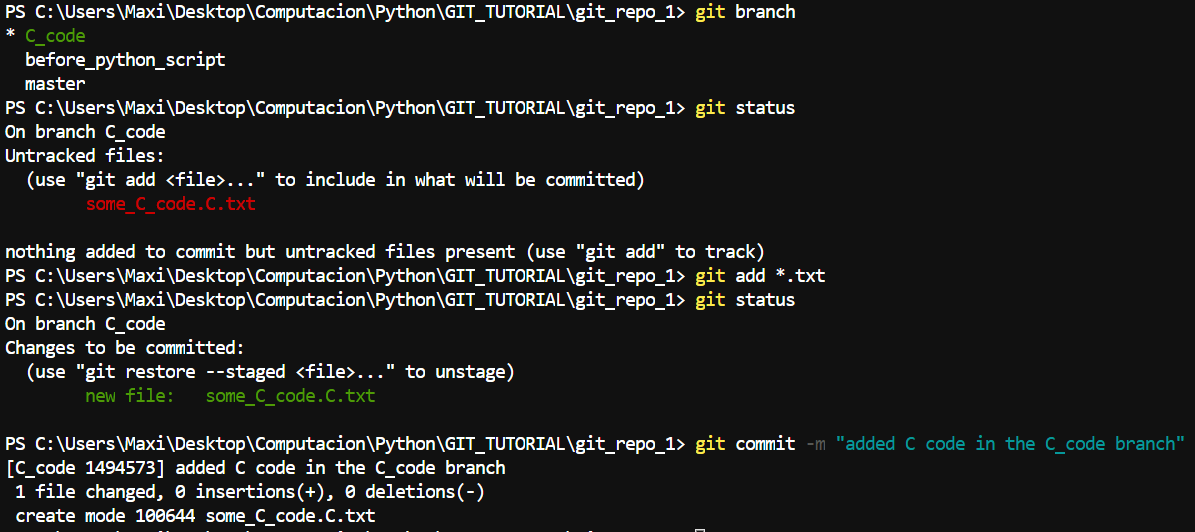 PS C:\Users\Maxi\Desktop\Computacion\Python\GIT_TUTORIAL\git_repo_1> git branch
* C_code
  before_python_script
  master
PS C:\Users\Maxi\Desktop\Computacion\Python\GIT_TUTORIAL\git_repo_1> git status
On branch C_code
Untracked files:
  (use "git add <file>..." to include in what will be committed)
        some_C_code.C.txt

nothing added to commit but untracked files present (use "git add" to track)
PS C:\Users\Maxi\Desktop\Computacion\Python\GIT_TUTORIAL\git_repo_1> git add *.txt
PS C:\Users\Maxi\Desktop\Computacion\Python\GIT_TUTORIAL\git_repo_1> git status
On branch C_code
Changes to be committed:
  (use "git restore --staged <file>..." to unstage)
        new file:   some_C_code.C.txt

PS C:\Users\Maxi\Desktop\Computacion\Python\GIT_TUTORIAL\git_repo_1> git commit -m "added C code in the C_code branch"
[C_code 1494573] added C code in the C_code branch
 1 file changed, 0 insertions(+), 0 deletions(-)
 create mode 100644 some_C_code.C.txt